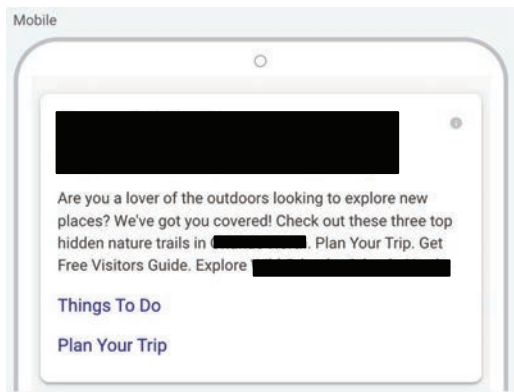 Mobile
Are you a lover of the outdoors looking to explore new
places? We've got you covered! Check out these three top
hidden nature trails in . Plan Your Trip. Get
Free Visitors Guide. Explore
Things To Do
Plan Your Trip